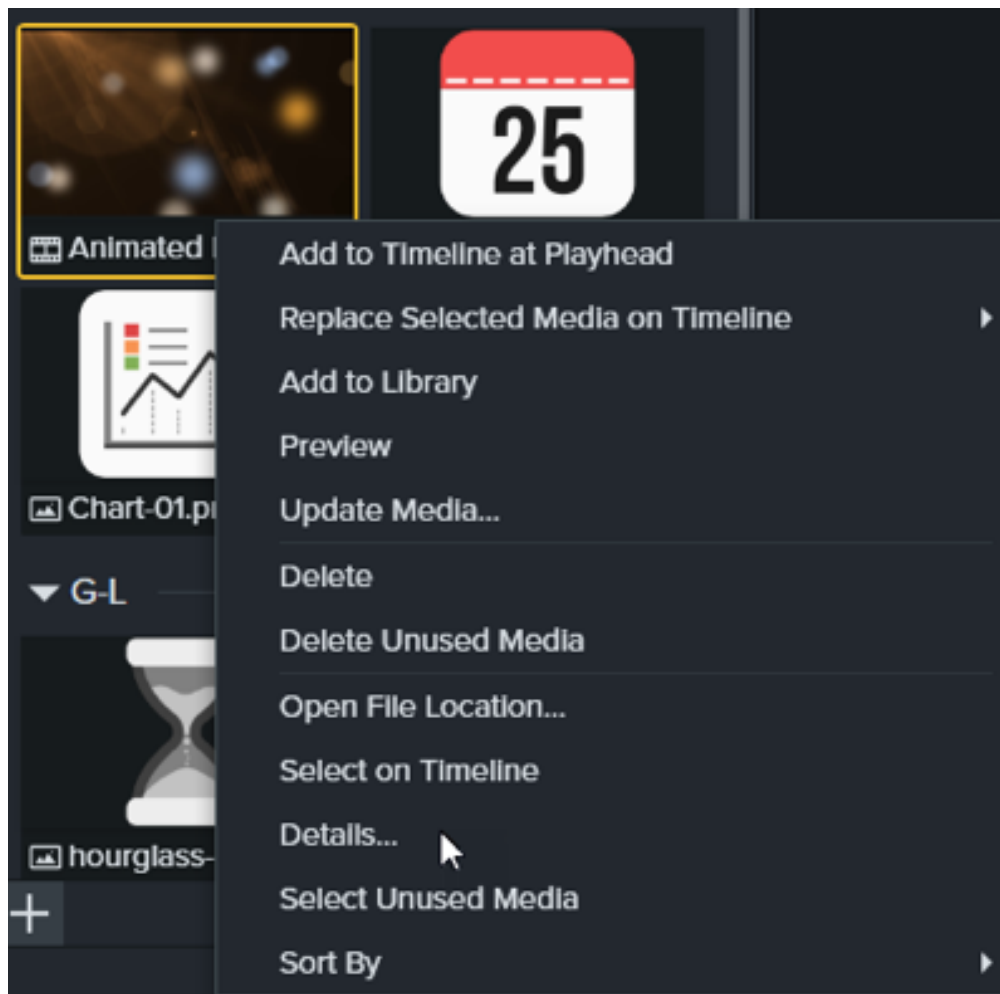 25
Animated
Add to Timeline at Playhead
Replace Selected Media on Timeline
Add to Library
Preview
Chart-01.p
Update Media...
Delete
G-L
Delete Unused Media
Open File Location...
Select on Timeline
Details...
hourglass-
Select Unused Media
Sort By